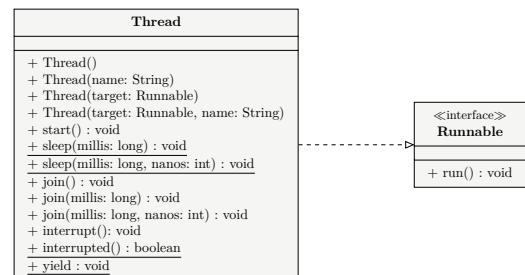 Thread
+ Thread()
+ Thread(name: String)
+ Thread(target: Runnable)
+ Thread(target: Runnable, name: String)
+ start() : void
+ sleep(millis: long) : void
+ sleep(millis: long, nanos: int) : void
+ join() : void
+ join(millis: long) : void
+ join(millis: long, nanos: int) : void
+ interrupt(): void
+ interrupted() : boolean
+ yield : void
≪interface≫
Runnable
+ run() : void